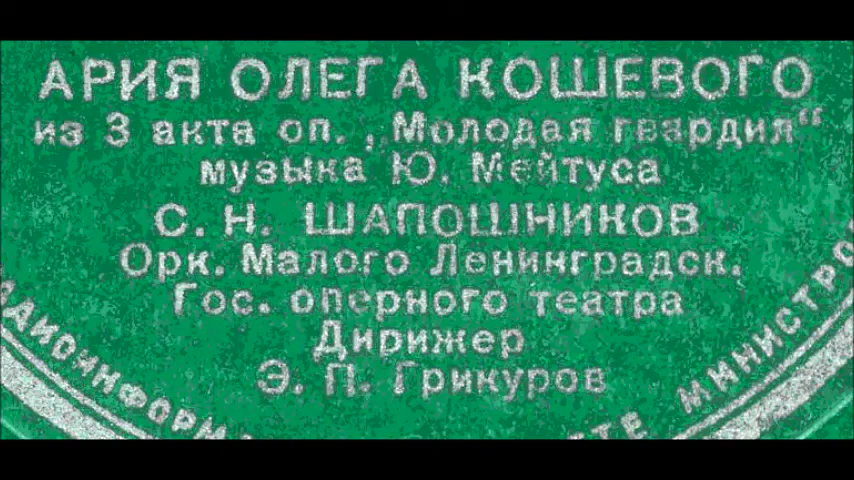 АРИЯ ОЛЕГА КОШЕВОГО
из 3 акта оп. „Молодая гвардия“
музыка Ю. Мейтуса
С. Н. ШАПОШНИКОВ
Орк. Малого Ленинградск.
Гос. оперного театра
Дирижер
Э. П. Грикуров
МИНИСТРО